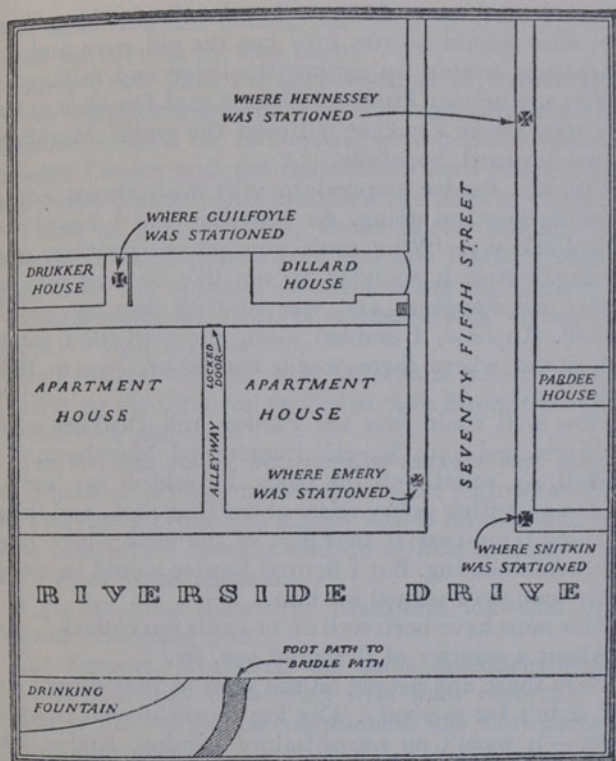 WHERE HENNESSEY
WAS STATIONED
WHERE GUILFOYLE
WAS STATIONED
DRUKKER
HOUSE
DILLARD
HOUSE
SEVENTY FIFTH STREET
APARTMENT
HOUSE
ALLEYWAY
LOCKED
DOOR
APARTMENT
HOUSE
PARDEE
HOUSE
WHERE EMERY
WAS STATIONED
WHERE SNITKIN
WAS STATIONED
RIVERSIDE DRIVE
FOOT PATH TO
BRIDLE PATH
DRINKING
FOUNTAIN